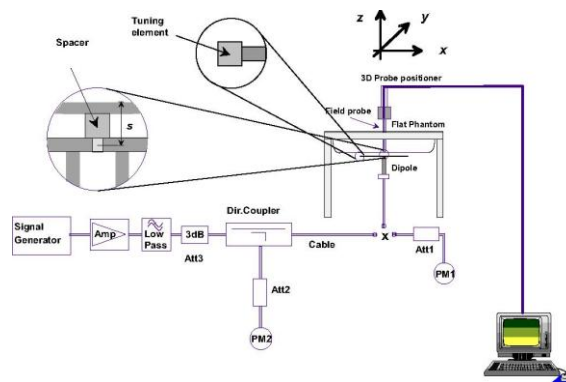 Tuning
element
Spacer
s
z
y
x
3D Probe positioner
Field probe
Flat Phantom
Dipole
Signal
Generator
Amp
Low
Pass
3dB
Att3
Dir.Coupler
Cable
x
Att1
PM1
Att2
PM2